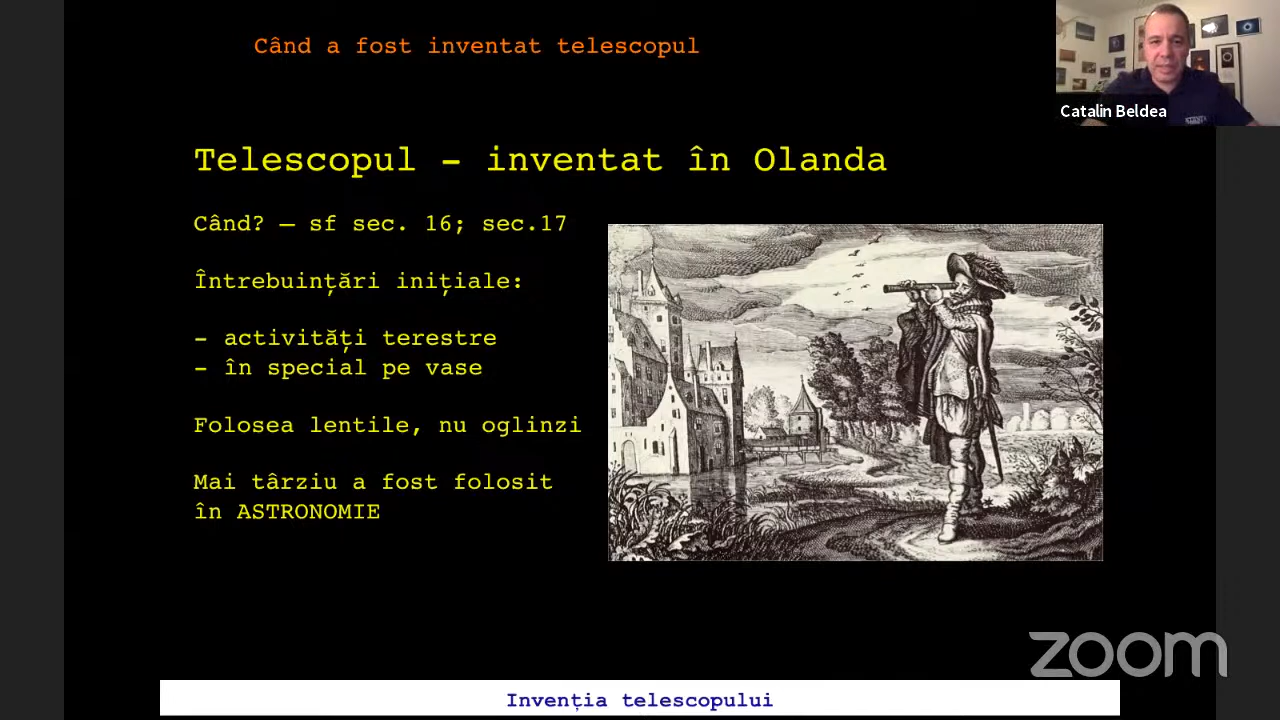 Când a fost inventat telescopul
Catalin Beldea
Telescopul – inventat în Olanda
Când? – sf sec. 16; sec.17
Întrebuințări inițiale:
- activități terestre
- în special pe vase
Folosea lentile, nu oglinzi
Mai târziu a fost folosit
în ASTRONOMIE
zoom
Invenția telescopului